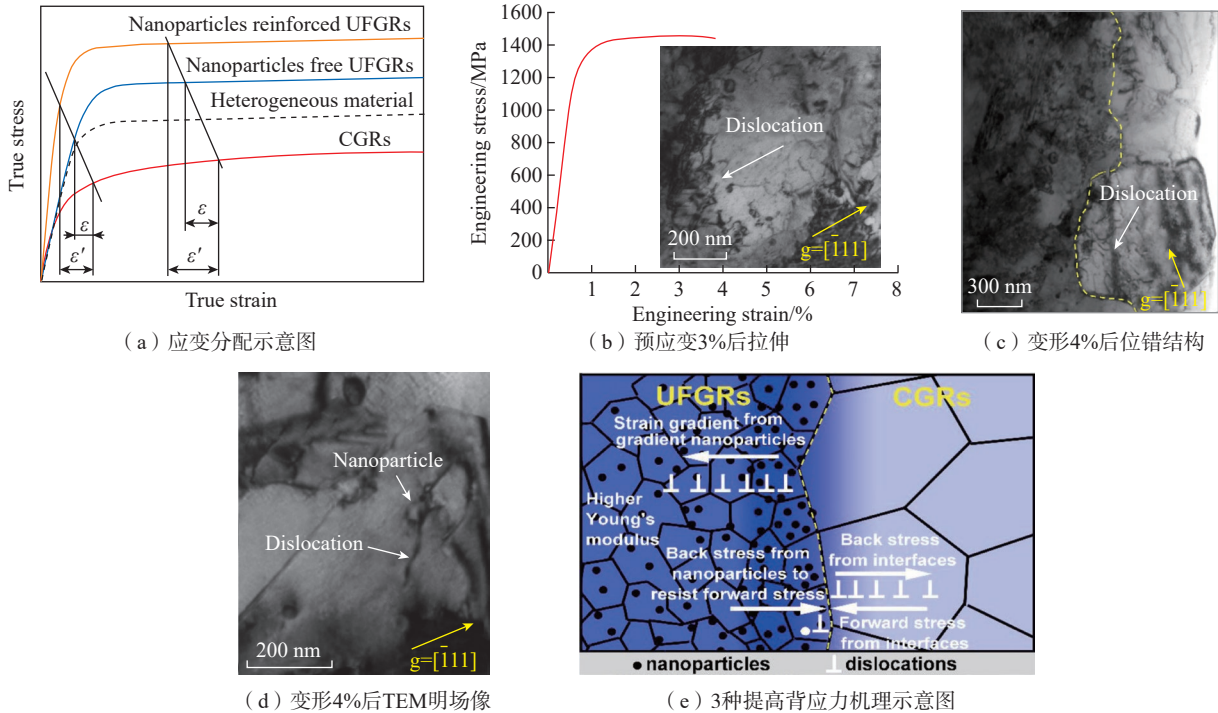 Nanoparticles reinforced UFGRs
Nanoparticles free UFGRs
Heterogeneous material
CGRs
ε
ε′
ε
ε′
True stress
True strain
（a）应变分配示意图
1600
1400
1200
1000
800
600
400
200
0
1 2 3 4 5 6 7 8
Engineering stress/MPa
Engineering strain/%
Dislocation
200 nm
g=[1̄11]
（b）预应变3%后拉伸
Dislocation
300 nm
g=[1̄11]
（c）变形4%后位错结构
Nanoparticle
Dislocation
200 nm
g=[1̄11]
（d）变形4%后TEM明场像
UFGRs
CGRs
Strain gradient from
gradient nanoparticles
Higher
Young's
modulus
Back stress from
nanoparticles to
resist forward stress
Back stress
from interfaces
Forward stress
from interfaces
●nanoparticles ⊥dislocations
（e）3种提高背应力机理示意图